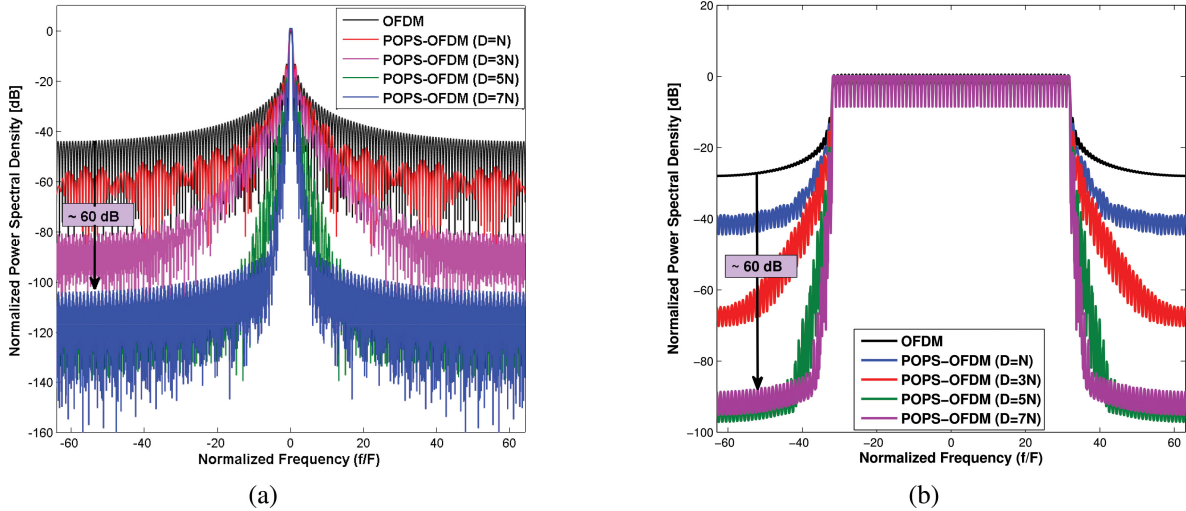 Normalized Power Spectral Density [dB]
0
-20
-40
-60
-80
-100
-120
-140
-160
OFDM
POPS-OFDM (D=N)
POPS-OFDM (D=3N)
POPS-OFDM (D=5N)
POPS-OFDM (D=7N)
~ 60 dB
-60 -40 -20 0 20 40 60
Normalized Frequency (f/F)
(a)
Normalized Power Spectral Density [dB]
20
0
−20
−40
−60
−80
−100
~ 60 dB
OFDM
POPS−OFDM (D=N)
POPS−OFDM (D=3N)
POPS−OFDM (D=5N)
POPS−OFDM (D=7N)
−60 −40 −20 0 20 40 60
Normalized Frequency (f/F)
(b)